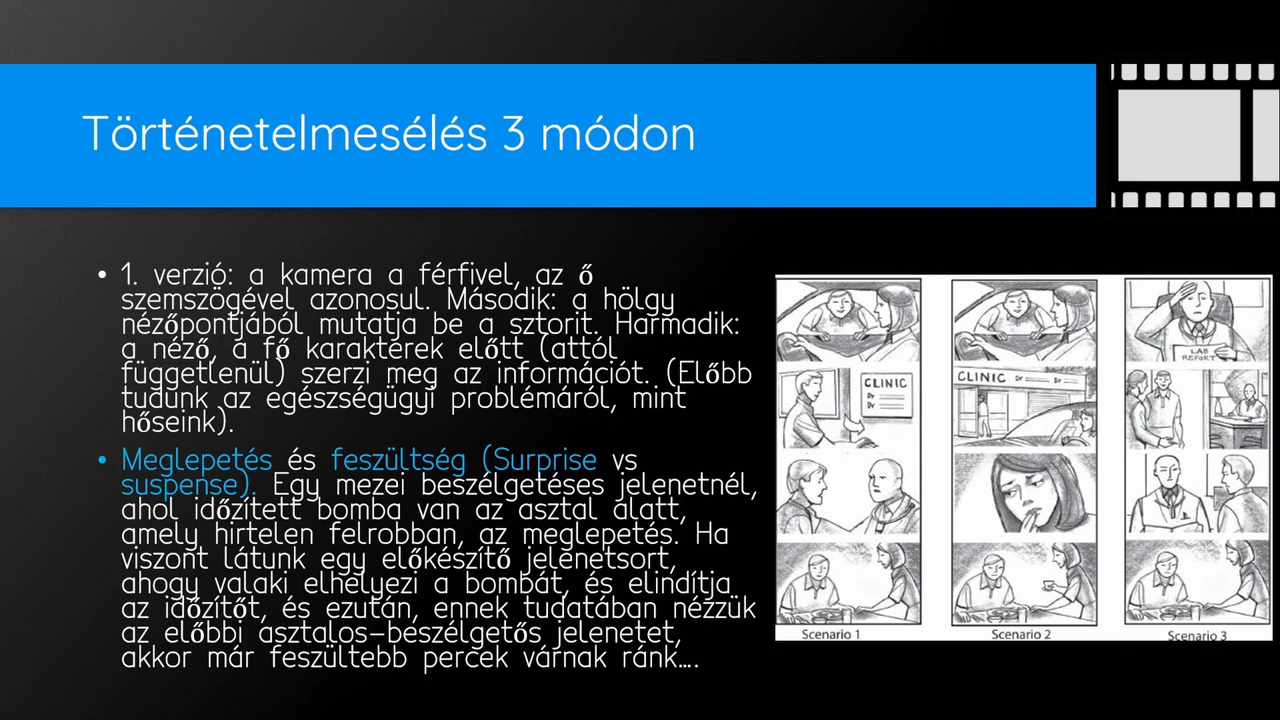 Történetelmesélés 3 módon
• 1. verzió: a kamera a férfivel, az ő
szemszögével azonosul. Második: a hölgy
nézőpontjából mutatja be a sztorit. Harmadik:
a néző, a fő karakterek előtt (attól
függetlenül) szerzi meg az információt. (Előbb
tudunk az egészségügyi problémáról, mint
hőseink).
• Meglepetés és feszültség (Surprise vs
suspense). Egy mezei beszélgetéses jelenetnél,
ahol időzített bomba van az asztal alatt,
amely hirtelen felrobban, az meglepetés. Ha
viszont látunk egy előkészítő jelenetsort,
ahogy valaki elhelyezi a bombát, és elindítja
az időzítőt, és ezután, ennek tudatában nézzük
az előbbi asztalos-beszélgetős jelenetet,
akkor már feszültebb percek várnak ránk….
CLINIC
Dr
Dr
Scenario 1
CLINIC Dr Dr
Scenario 2
LAB
REPORT
Scenario 3